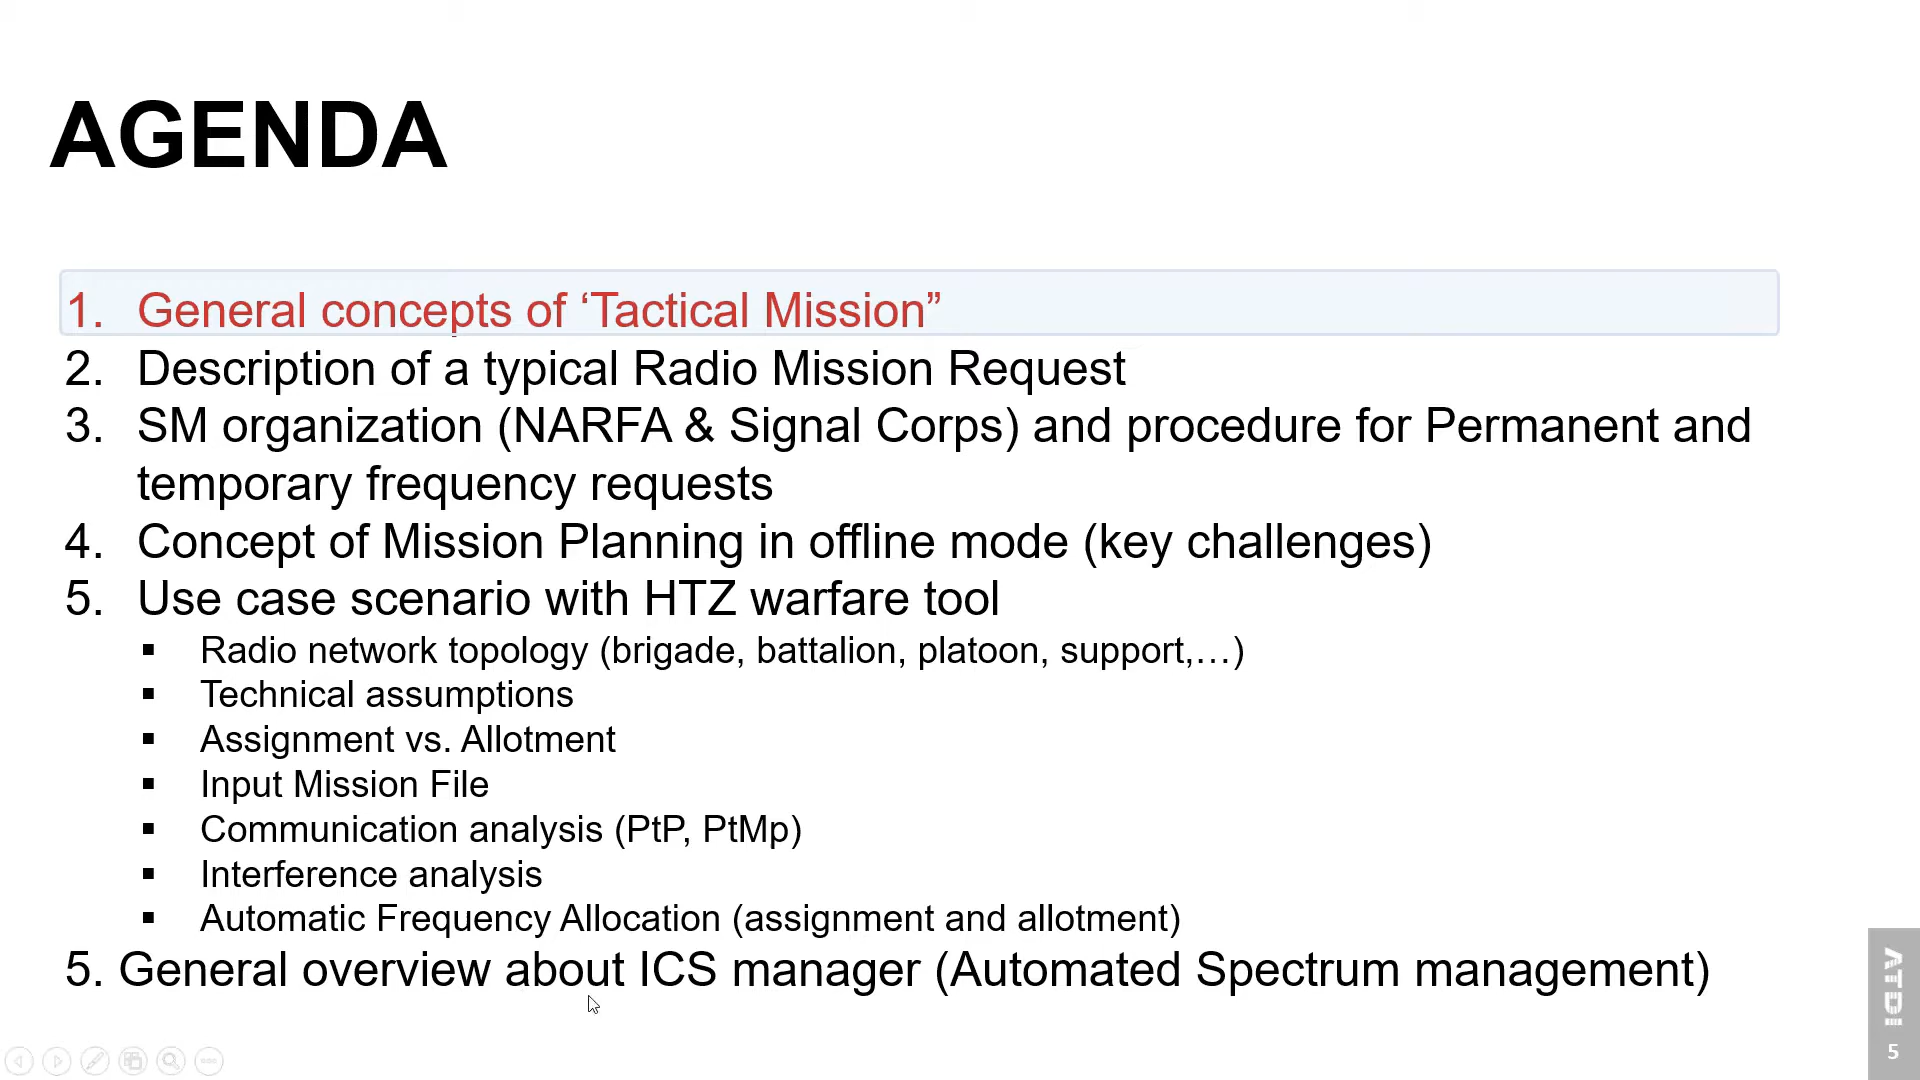 AGENDA
1. General concepts of ‘Tactical Mission”
2. Description of a typical Radio Mission Request
3. SM organization (NARFA & Signal Corps) and procedure for Permanent and
temporary frequency requests
4. Concept of Mission Planning in offline mode (key challenges)
5. Use case scenario with HTZ warfare tool
▪ Radio network topology (brigade, battalion, platoon, support,…)
▪ Technical assumptions
▪ Assignment vs. Allotment
▪ Input Mission File
▪ Communication analysis (PtP, PtMp)
▪ Interference analysis
▪ Automatic Frequency Allocation (assignment and allotment)
5. General overview about ICS manager (Automated Spectrum management)
ATDI
5